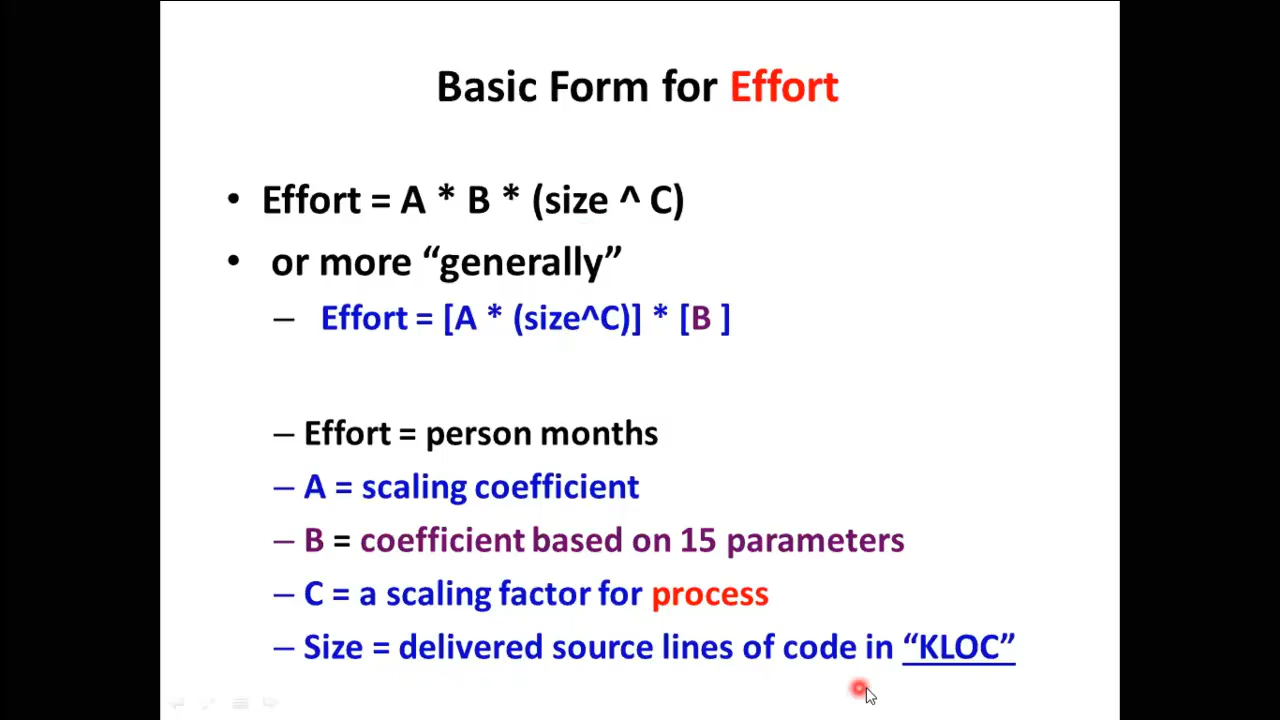 Basic Form for Effort
• Effort = A * B * (size ^ C)
• or more “generally”
– Effort = [A * (size^C)] * [B ]
– Effort = person months
– A = scaling coefficient
– B = coefficient based on 15 parameters
– C = a scaling factor for process
– Size = delivered source lines of code in “KLOC”